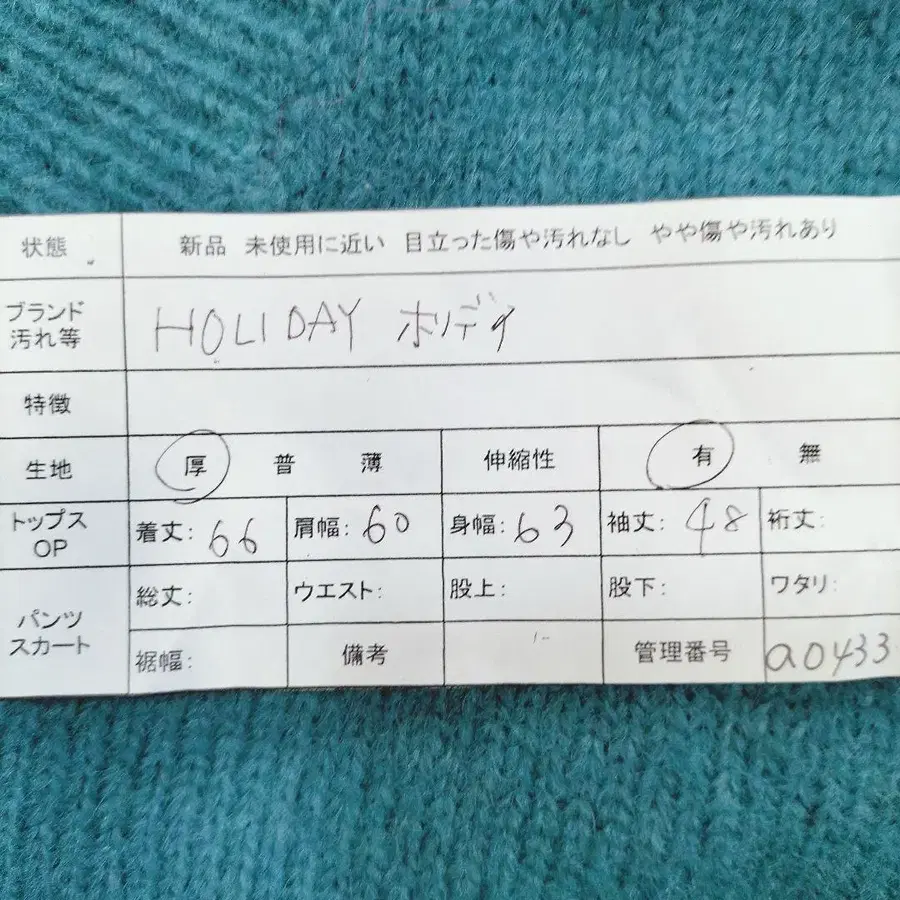 状態 新品 未使用に近い 目立った傷や汚れなし やや傷や汚れあり
ブランド
汚れ等 HOLIDAY ホリデイ
特徴
生地 厚 普 薄 伸縮性 有 無
トップス
OP 着丈: 66 肩幅: 60 身幅: 63 袖丈: 48 裄丈:
パンツ
スカート 総丈: ウエスト: 股上: 股下: ワタリ:
裾幅: 備考 管理番号 a0433